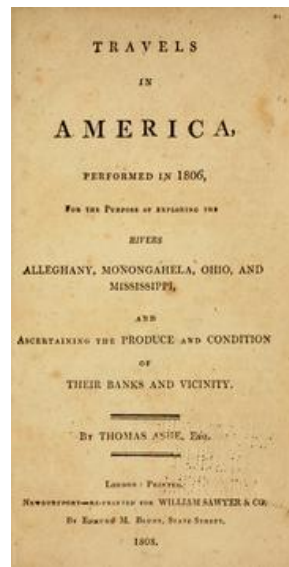 TRAVELS
IN
AMERICA,
PERFORMED IN 1806,
FOR THE PURPOSE OF EXPLORING THE
RIVERS
ALLEGHANY, MONONGAHELA, OHIO, AND
MISSISSIPPI,
AND
ASCERTAINING THE PRODUCE AND CONDITION
OF
THEIR BANKS AND VICINITY.
BY THOMAS ASHE, ESQ.
LONDON: PRINTED.
NEWBURYPORT—RE-PRINTED FOR WILLIAM SAWYER & CO.
BY EDMUND M. BLUNT, STATE STREET,
1808.